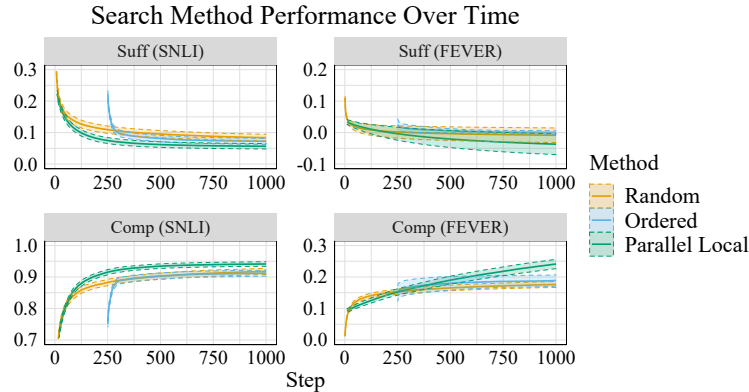 Search Method Performance Over Time
Suff (SNLI)
Suff (FEVER)
0.3
0.2
0.1
0.0
0.2
0.1
0.0
-0.1
0 250 500 750 1000
0 250 500 750 1000
Comp (SNLI)
Comp (FEVER)
1.0
0.9
0.8
0.7
0.3
0.2
0.1
0.0
0 250 500 750 1000
0 250 500 750 1000
Step
Method
Random
Ordered
Parallel Local